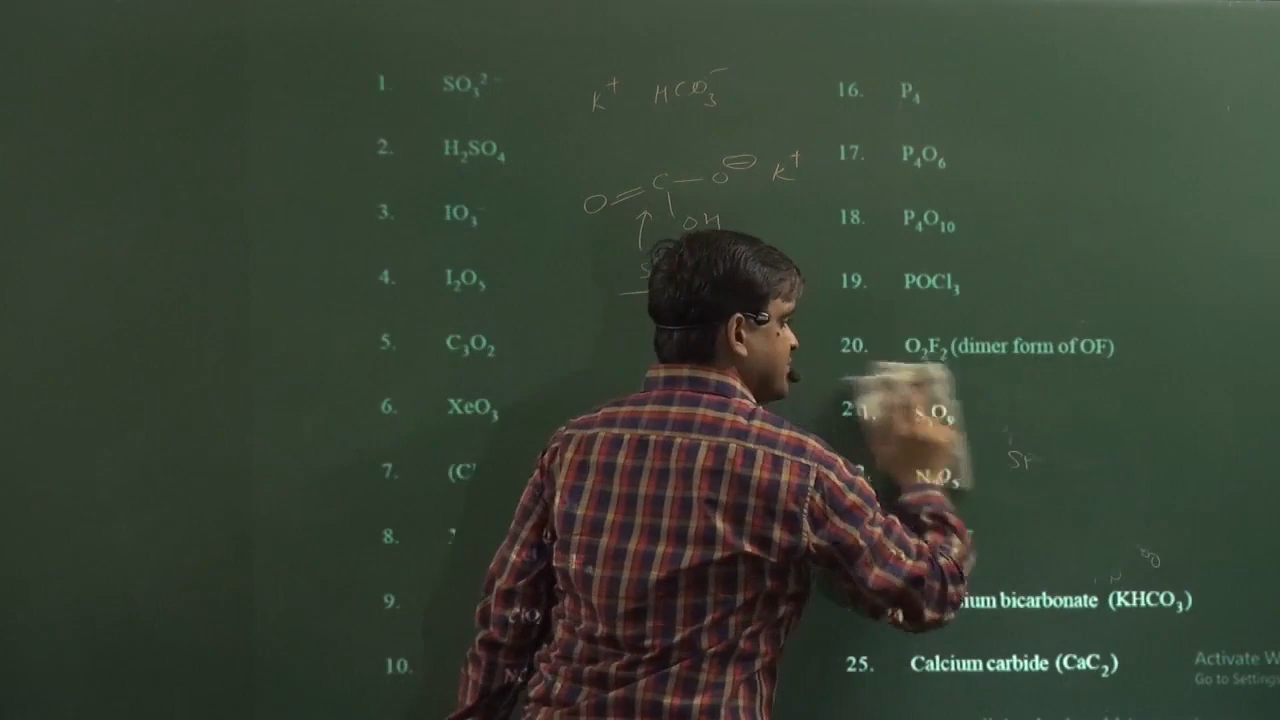 1. SO₃²⁻
2. H₂SO₄
3. IO₃⁻
4. I₂O₅
5. C₃O₂
6. XeO₃
7. (C
8.
9.
10.
K⁺ HCO₃⁻
O = C — O⊖ K⁺
OH
16. P₄
17. P₄O₆
18. P₄O₁₀
19. POCl₃
20. O₂F₂ (dimer form of OF)
N₂O₅
ium bicarbonate (KHCO₃)
25. Calcium carbide (CaC₂)
Activate W
Go to Settings